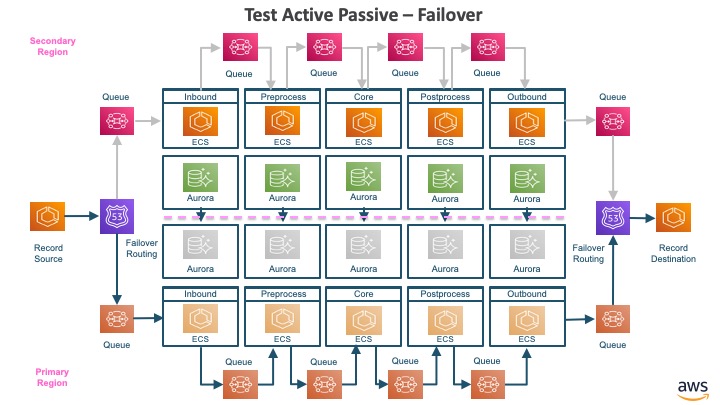 Test Active Passive – Failover
Secondary
Region
Queue
Queue
Queue
Queue
Queue
Inbound
Preprocess
Core
Postprocess
Outbound
Queue
ECS
ECS
ECS
ECS
ECS
Aurora
Aurora
Aurora
Aurora
Aurora
53
53
Record
Source
Failover
Routing
Failover
Routing
Record
Destination
Aurora
Aurora
Aurora
Aurora
Aurora
Inbound
Preprocess
Core
Postprocess
Outbound
ECS
ECS
ECS
ECS
ECS
Queue
Queue
Queue
Queue
Queue
Queue
Primary
Region
aws